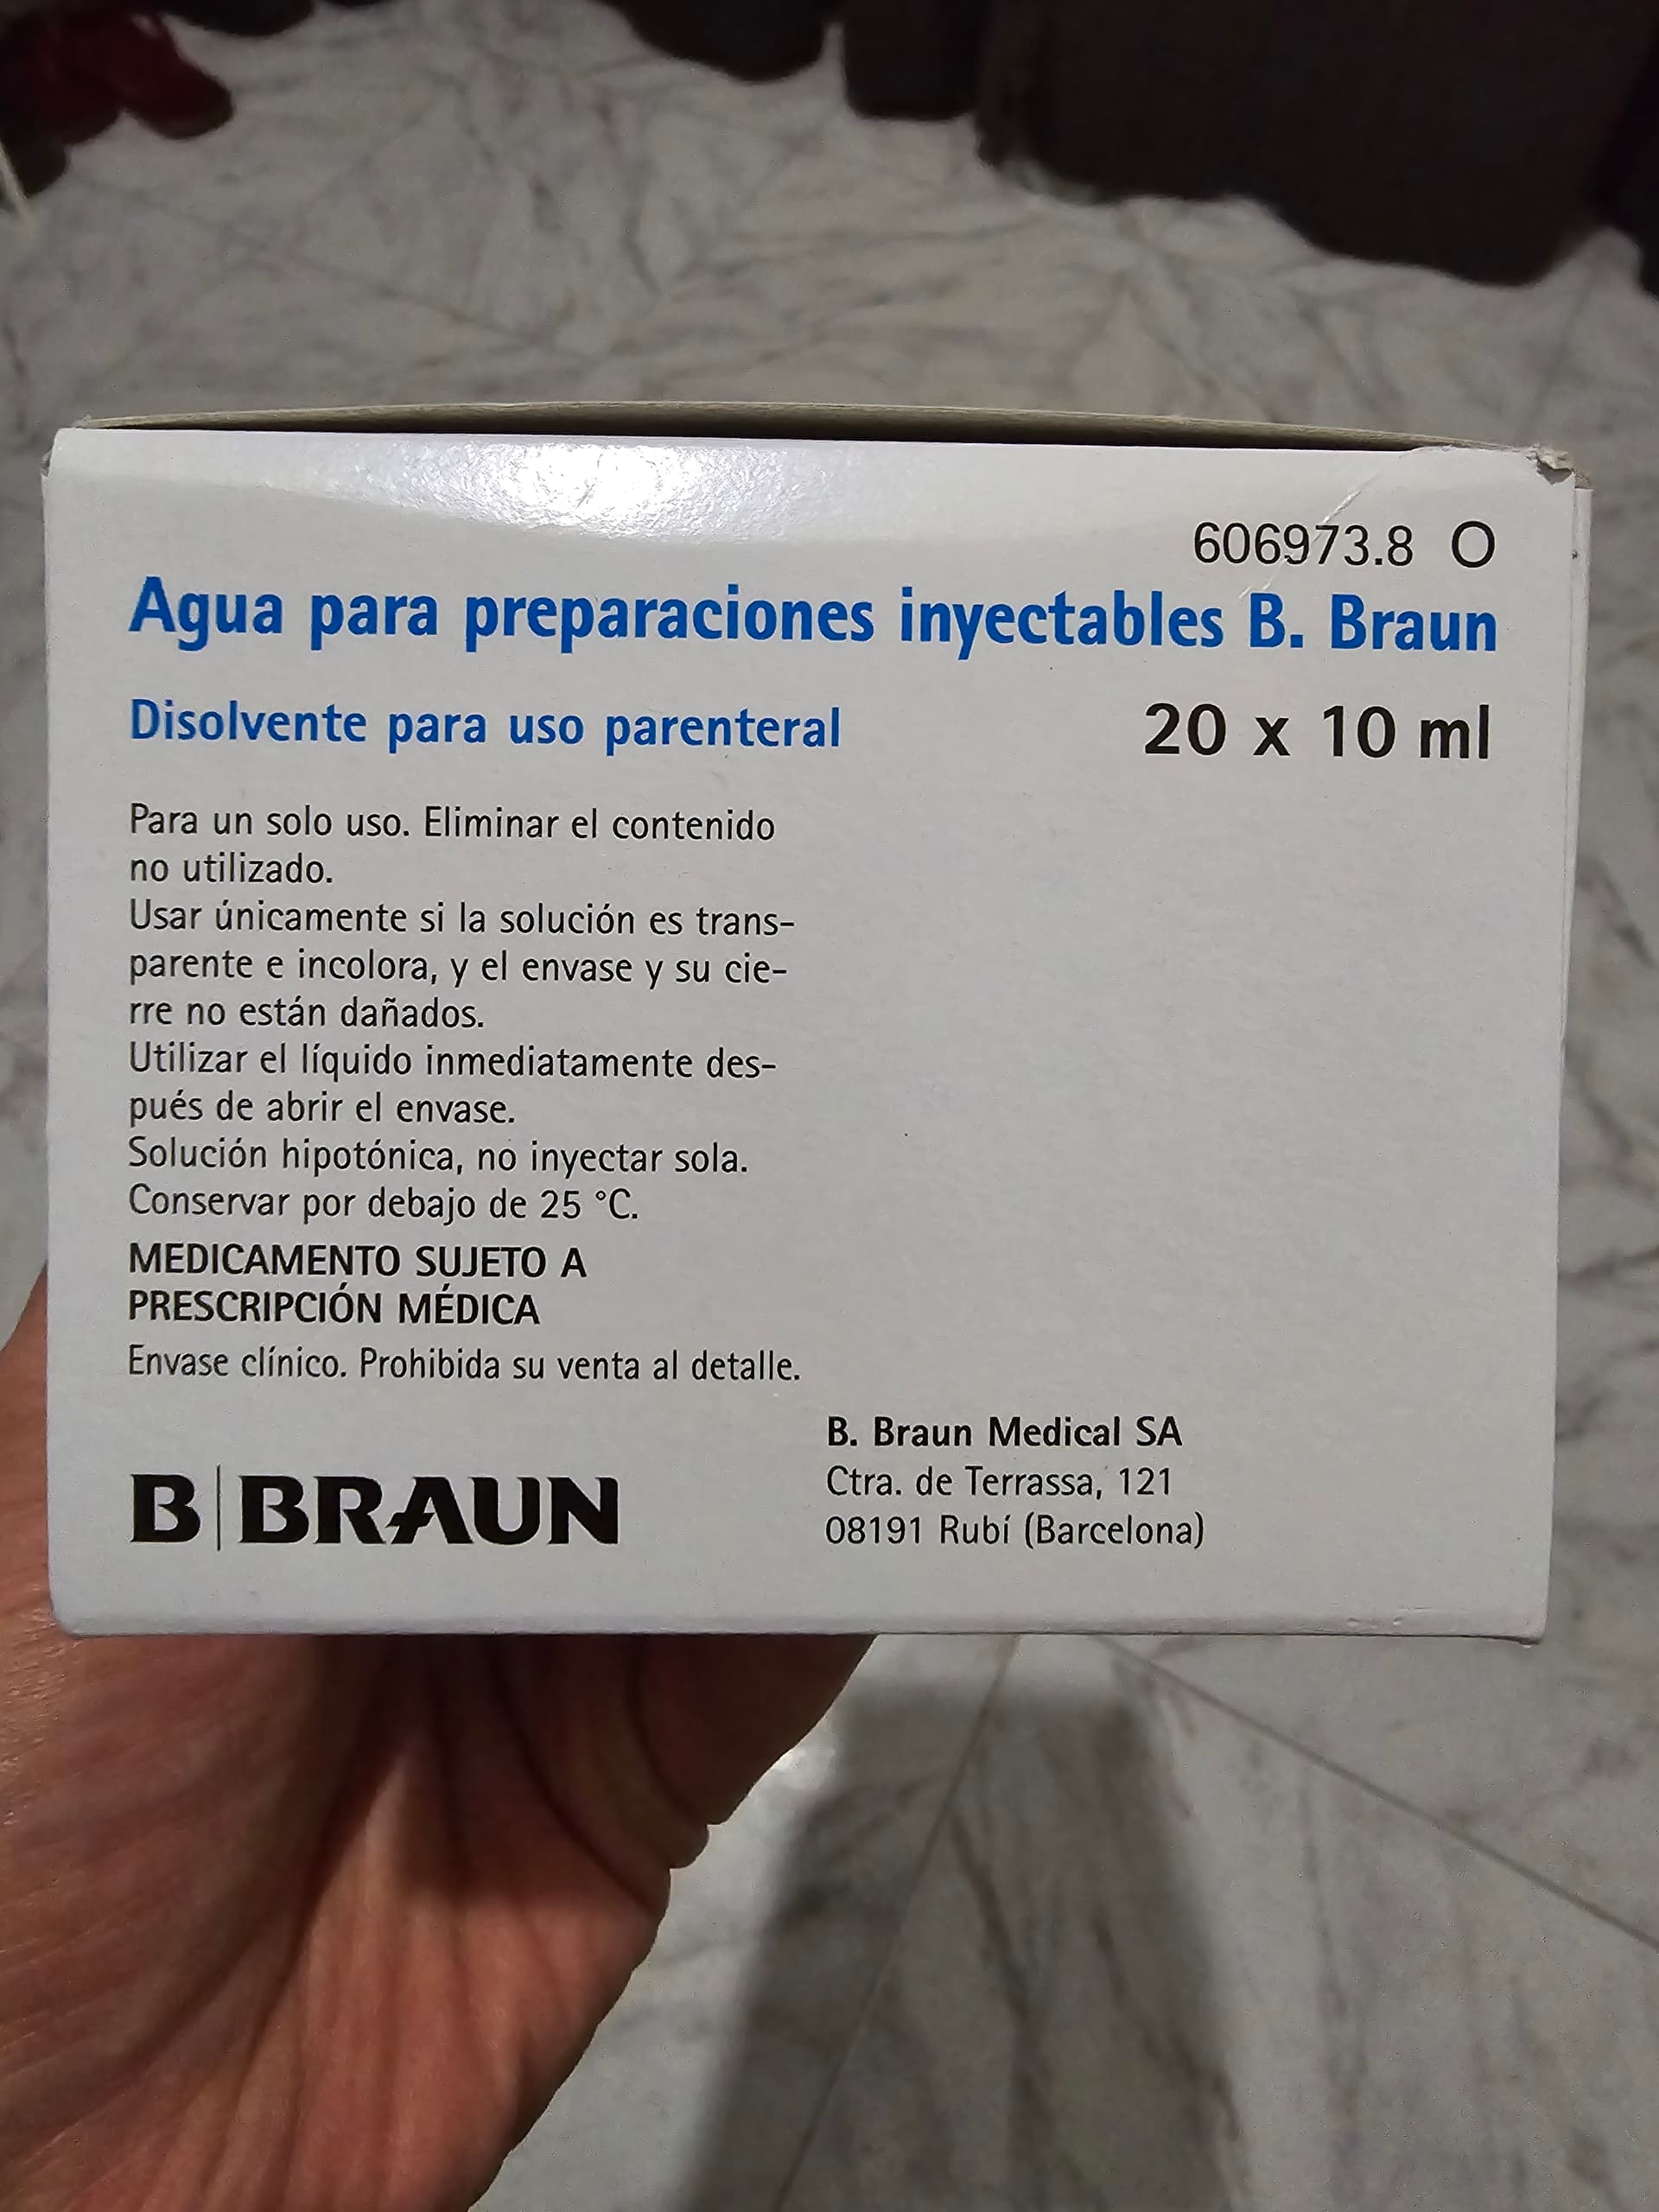 606973.8 O
Agua para preparaciones inyectables B. Braun
Disolvente para uso parenteral
20 x 10 ml
Para un solo uso. Eliminar el contenido
no utilizado.
Usar únicamente si la solución es trans-
parente e incolora, y el envase y su cie-
rre no están dañados.
Utilizar el líquido inmediatamente des-
pués de abrir el envase.
Solución hipotónica, no inyectar sola.
Conservar por debajo de 25 °C.
MEDICAMENTO SUJETO A
PRESCRIPCIÓN MÉDICA
Envase clínico. Prohibida su venta al detalle.
B|BRAUN
B. Braun Medical SA
Ctra. de Terrassa, 121
08191 Rubí (Barcelona)